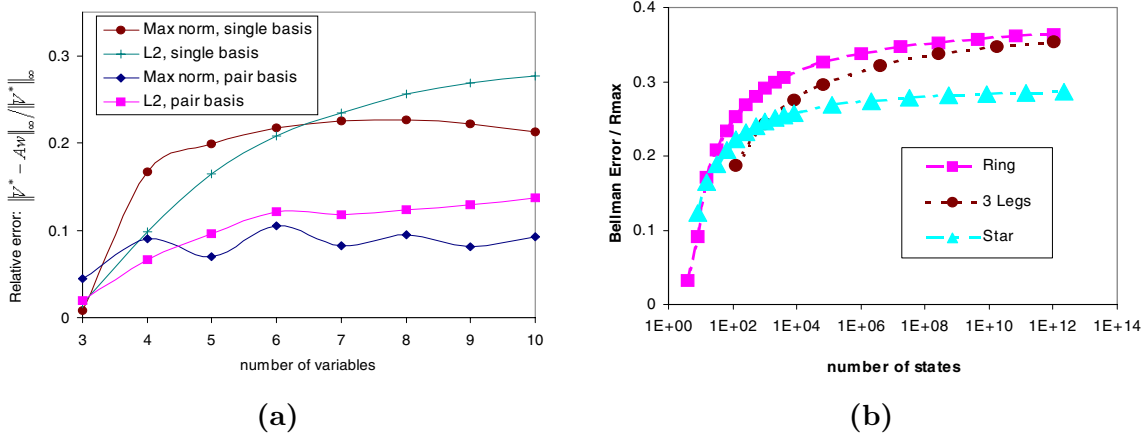 Max norm, single basis
L2, single basis
Max norm, pair basis
L2, pair basis
Relative error: ||V* - Aw||∞/||V*||∞
0.3
0.2
0.1
0
3 4 5 6 7 8 9 10
number of variables
(a)
Bellman Error / Rmax
0.4
0.3
0.2
0.1
0
Ring
3 Legs
Star
1E+00 1E+02 1E+04 1E+06 1E+08 1E+10 1E+12 1E+14
number of states
(b)